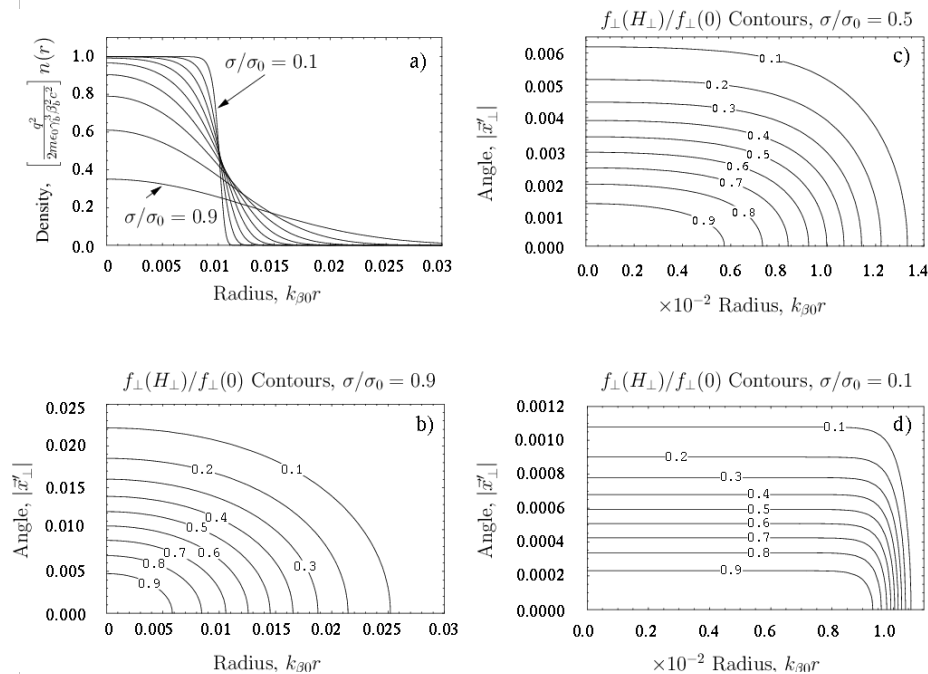 1.0
0.8
0.6
0.4
0.2
0.0
Density, [q²/2mϵ₀γ_b³β_b²c²] n(r)
σ/σ₀ = 0.1
a)
σ/σ₀ = 0.9
0 0.005 0.01 0.015 0.02 0.025 0.03
Radius, k_β0 r
f⊥(H⊥)/f⊥(0) Contours, σ/σ₀ = 0.5
0.006
0.005
0.004
0.003
0.002
0.001
0.000
Angle, |x⃗′⊥|
c)
0.1
0.2
0.3
0.4
0.5
0.6
0.7
0.8
0.9
0.0 0.2 0.4 0.6 0.8 1.0 1.2 1.4
×10⁻² Radius, k_β0 r
f⊥(H⊥)/f⊥(0) Contours, σ/σ₀ = 0.9
0.025
0.020
0.015
0.010
0.005
0.000
Angle, |x⃗′⊥|
b)
0.1
0.2
0.4
0.5
0.7
0.6
0.3
0.8
0.9
0 0.005 0.01 0.015 0.02 0.025 0.03
Radius, k_β0 r
f⊥(H⊥)/f⊥(0) Contours, σ/σ₀ = 0.1
0.0012
0.0010
0.0008
0.0006
0.0004
0.0002
0.0000
Angle, |x⃗′⊥|
d)
0.1
0.2
0.3
0.4
0.5
0.6
0.7
0.8
0.9
0.0 0.2 0.4 0.6 0.8 1.0
×10⁻² Radius, k_β0 r